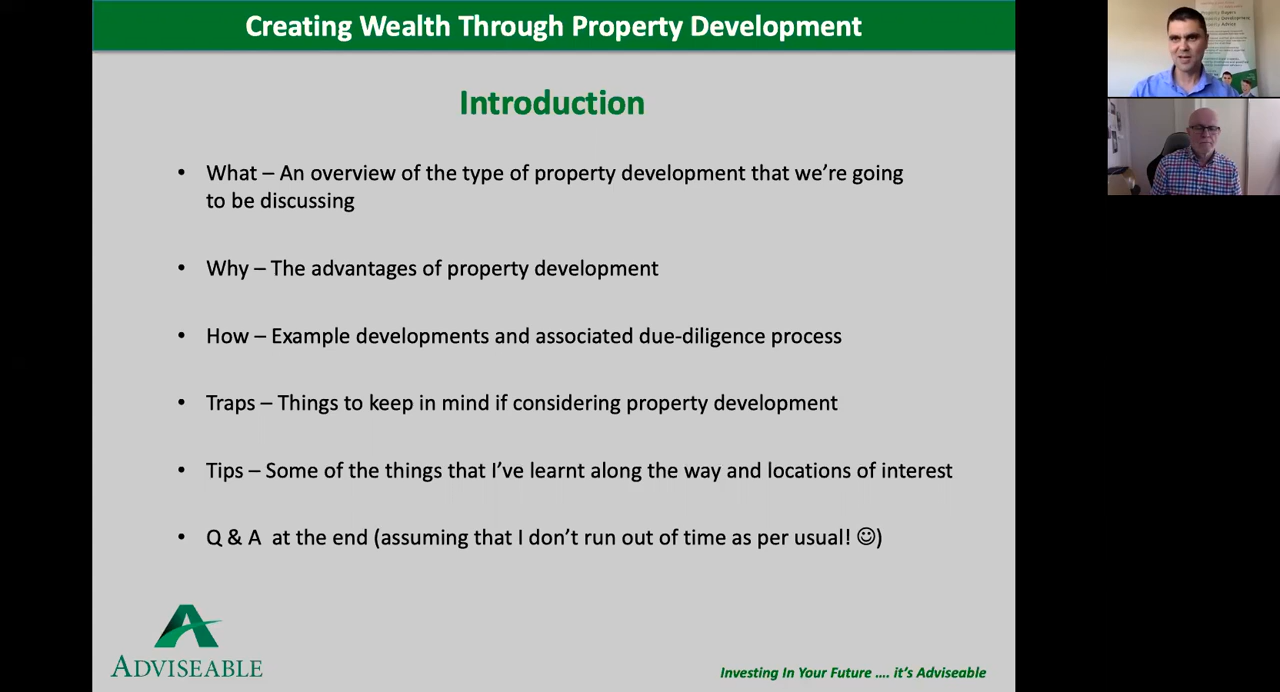 Creating Wealth Through Property Development
Introduction
• What – An overview of the type of property development that we’re going
to be discussing
• Why – The advantages of property development
• How – Example developments and associated due-diligence process
• Traps – Things to keep in mind if considering property development
• Tips – Some of the things that I’ve learnt along the way and locations of interest
• Q & A at the end (assuming that I don’t run out of time as per usual! ☺)
ADVISEABLE
Investing In Your Future .... it’s Adviseable